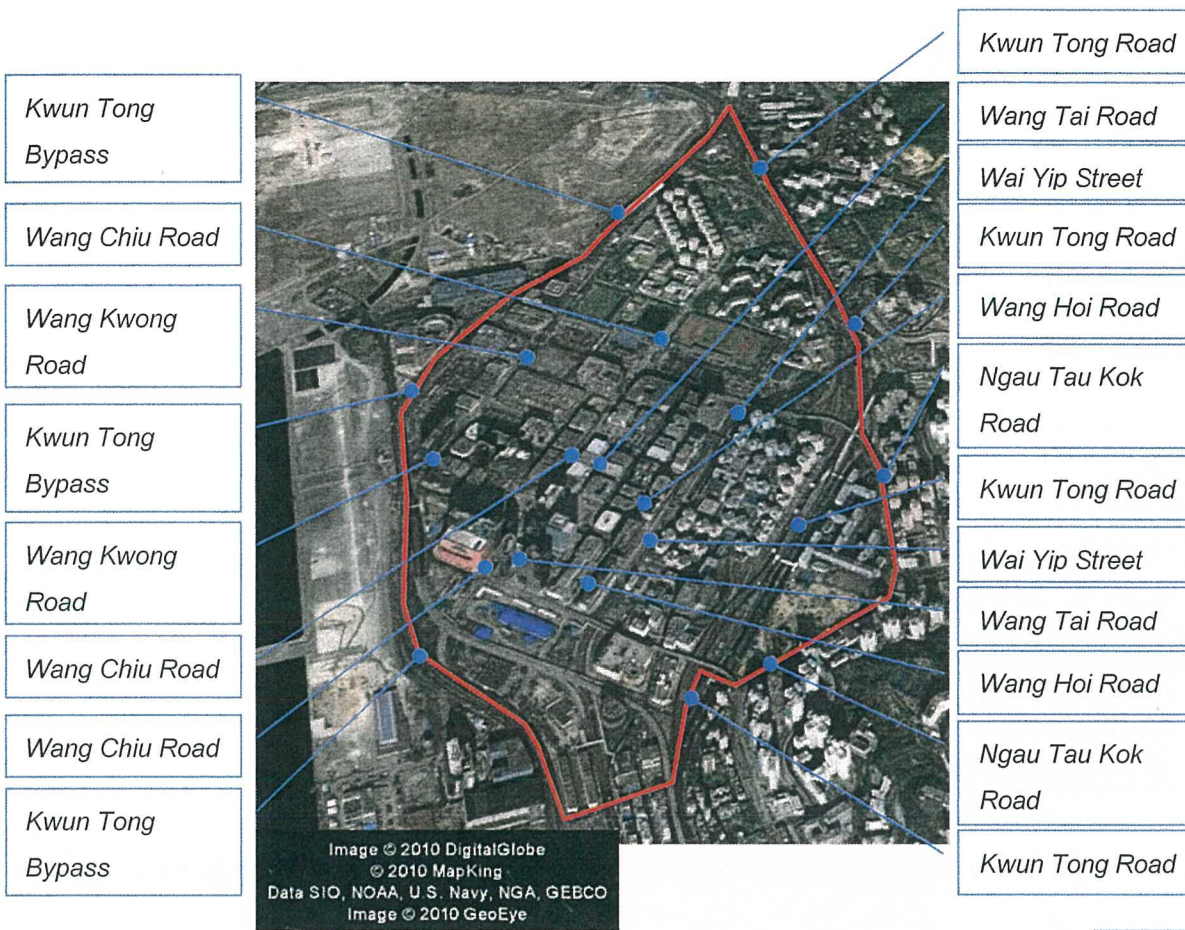 Kwun Tong
Bypass
Wang Chiu Road
Wang Kwong
Road
Kwun Tong
Bypass
Wang Kwong
Road
Wang Chiu Road
Wang Chiu Road
Kwun Tong
Bypass
Kwun Tong Road
Wang Tai Road
Wai Yip Street
Kwun Tong Road
Wang Hoi Road
Ngau Tau Kok
Road
Kwun Tong Road
Wai Yip Street
Wang Tai Road
Wang Hoi Road
Ngau Tau Kok
Road
Kwun Tong Road
Image © 2010 DigitalGlobe
© 2010 MapKing
Data SIO, NOAA, U.S. Navy, NGA, GEBCO
Image © 2010 GeoEye